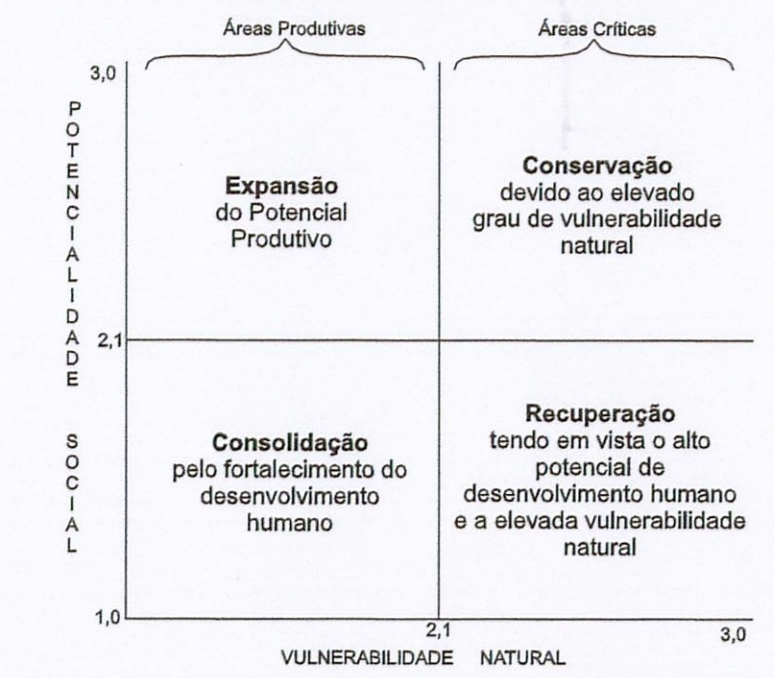 Áreas Produtivas
Áreas Críticas
3,0
POTENCIALIDADE SOCIAL
Expansão
do Potencial
Produtivo
Conservação
devido ao elevado
grau de vulnerabilidade
natural
2,1
Consolidação
pelo fortalecimento do
desenvolvimento
humano
Recuperação
tendo em vista o alto
potencial de
desenvolvimento humano
e a elevada vulnerabilidade
natural
1,0
2,1
3,0
VULNERABILIDADE NATURAL